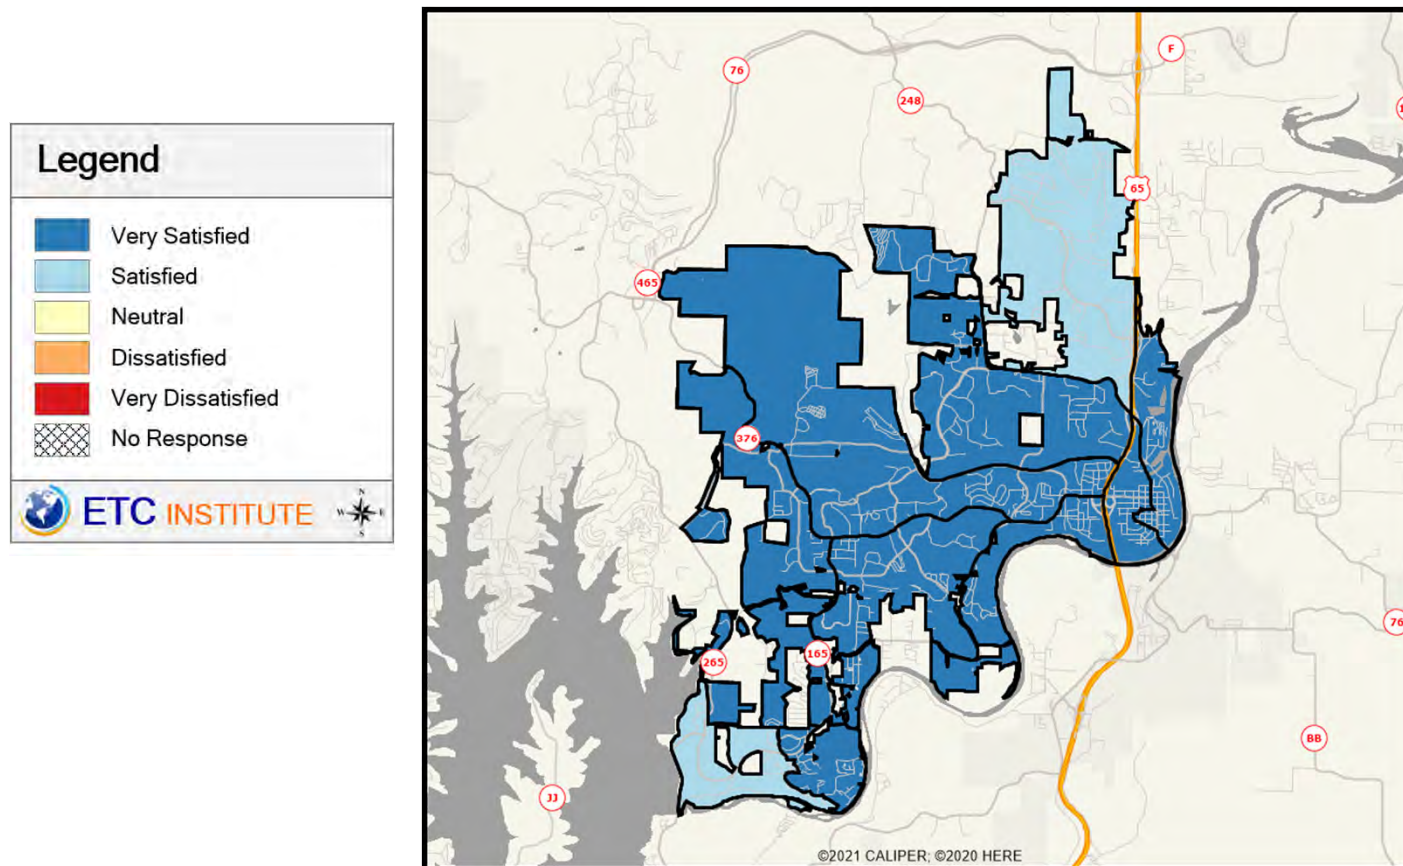 Legend
Very Satisfied
Satisfied
Neutral
Dissatisfied
Very Dissatisfied
No Response
ETC INSTITUTE
N
W E
S
F
76
248
65
465
376
76
165
265
BB
JJ
©2021 CALIPER; ©2020 HERE